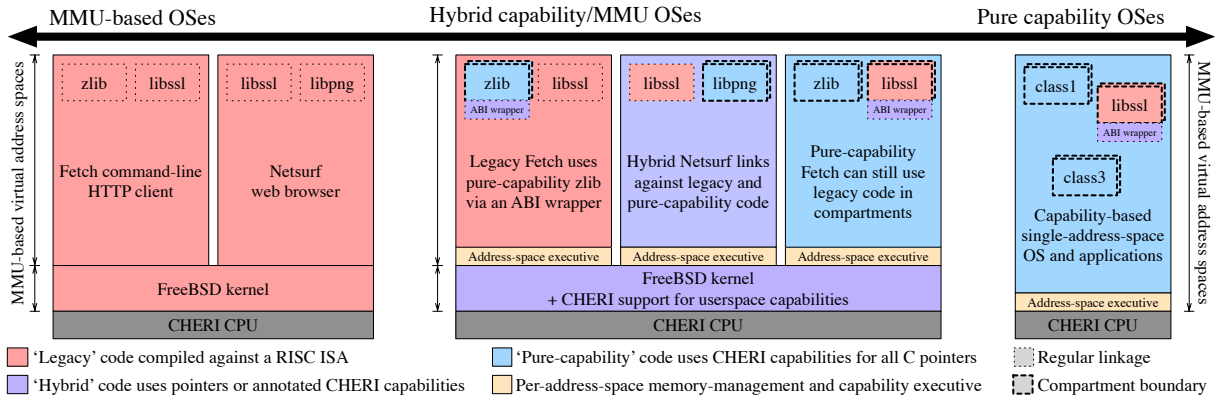 MMU-based OSes
Hybrid capability/MMU OSes
Pure capability OSes
MMU-based virtual address spaces
zlib
libssl
Fetch command-line
HTTP client
libssl
libpng
Netsurf
web browser
FreeBSD kernel
CHERI CPU
zlib
ABI wrapper
libssl
Legacy Fetch uses
pure-capability zlib
via an ABI wrapper
Address-space executive
libssl
libpng
Hybrid Netsurf links
against legacy and
pure-capability code
Address-space executive
zlib
libssl
ABI wrapper
Pure-capability
Fetch can still use
legacy code in
compartments
Address-space executive
FreeBSD kernel
+ CHERI support for userspace capabilities
CHERI CPU
class1
libssl
ABI wrapper
class3
Capability-based
single-address-space
OS and applications
Address-space executive
CHERI CPU
MMU-based virtual address spaces
‘Legacy’ code compiled against a RISC ISA
‘Hybrid’ code uses pointers or annotated CHERI capabilities
‘Pure-capability’ code uses CHERI capabilities for all C pointers
Per-address-space memory-management and capability executive
Regular linkage
Compartment boundary